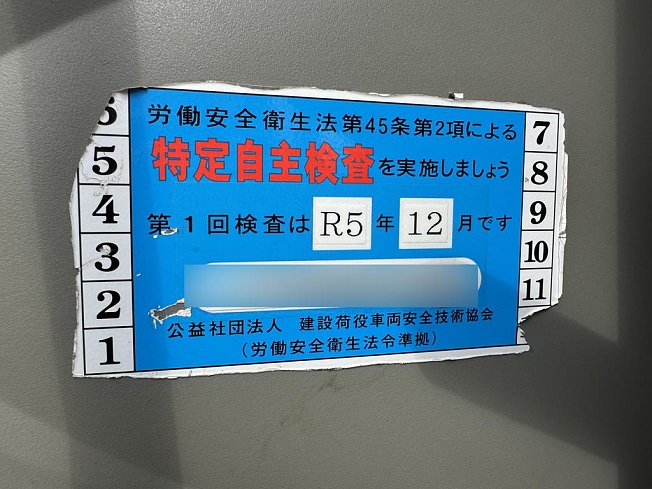 労働安全衛生法第45条第2項による
特定自主検査を実施しましょう
第1回検査は R5 年 12 月です
公益社団法人 建設荷役車両安全技術協会
(労働安全衛生法令準拠)
6
5
4
3
2
1
7
8
9
10
11